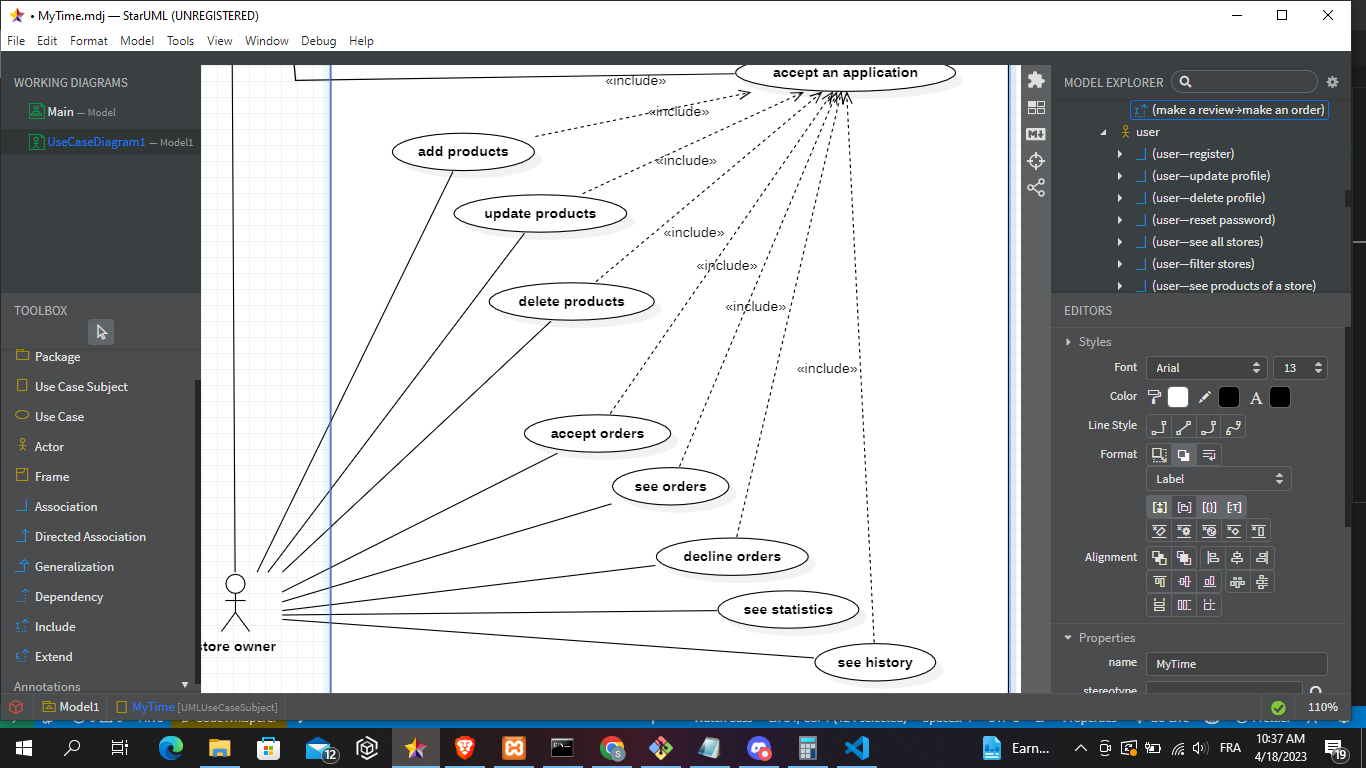 • MyTime.mdj — StarUML (UNREGISTERED)
File Edit Format Model Tools View Window Debug Help
WORKING DIAGRAMS
Main — Model
UseCaseDiagram1 — Model1
TOOLBOX
Package
Use Case Subject
Use Case
Actor
Frame
Association
Directed Association
Generalization
Dependency
Include
Extend
Annotations
accept an application
«include»
«include»
add products
«include»
update products
«include»
«include»
delete products
«include»
«include»
accept orders
see orders
decline orders
see statistics
store owner
see history
MODEL EXPLORER
(make a review→make an order)
user
(user—register)
(user—update profile)
(user—delete profile)
(user—reset password)
(user—see all stores)
(user—filter stores)
(user—see products of a store)
EDITORS
Styles
Font Arial 13
Color A
Line Style
Format
Label
Alignment
Properties
name MyTime
stereotype
Model1 MyTime [UMLUseCaseSubject] 110%
12 Earn... FRA 10:37 AM
4/18/2023 19